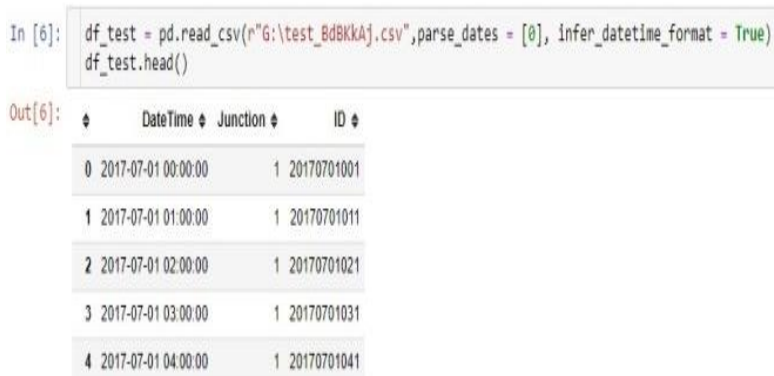 In [6]: df_test = pd.read_csv(r"G:\test_BdBKkAj.csv",parse_dates = [0], infer_datetime_format = True)
df_test.head()
Out[6]:
DateTime Junction ID
0 2017-07-01 00:00:00 1 20170701001
1 2017-07-01 01:00:00 1 20170701011
2 2017-07-01 02:00:00 1 20170701021
3 2017-07-01 03:00:00 1 20170701031
4 2017-07-01 04:00:00 1 20170701041